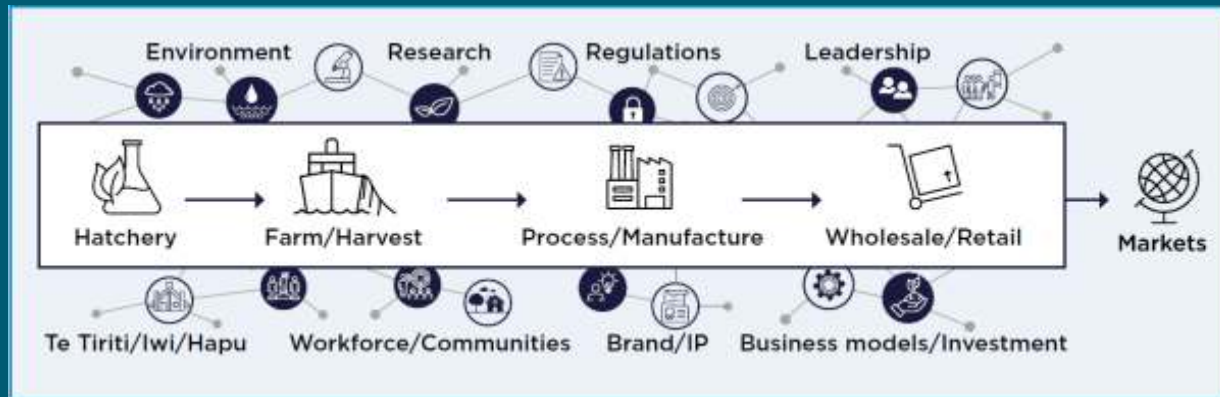 Environment
Research
Regulations
Leadership
Hatchery
Farm/Harvest
Process/Manufacture
Wholesale/Retail
Markets
Te Tiriti/Iwi/Hapu
Workforce/Communities
Brand/IP
Business models/Investment